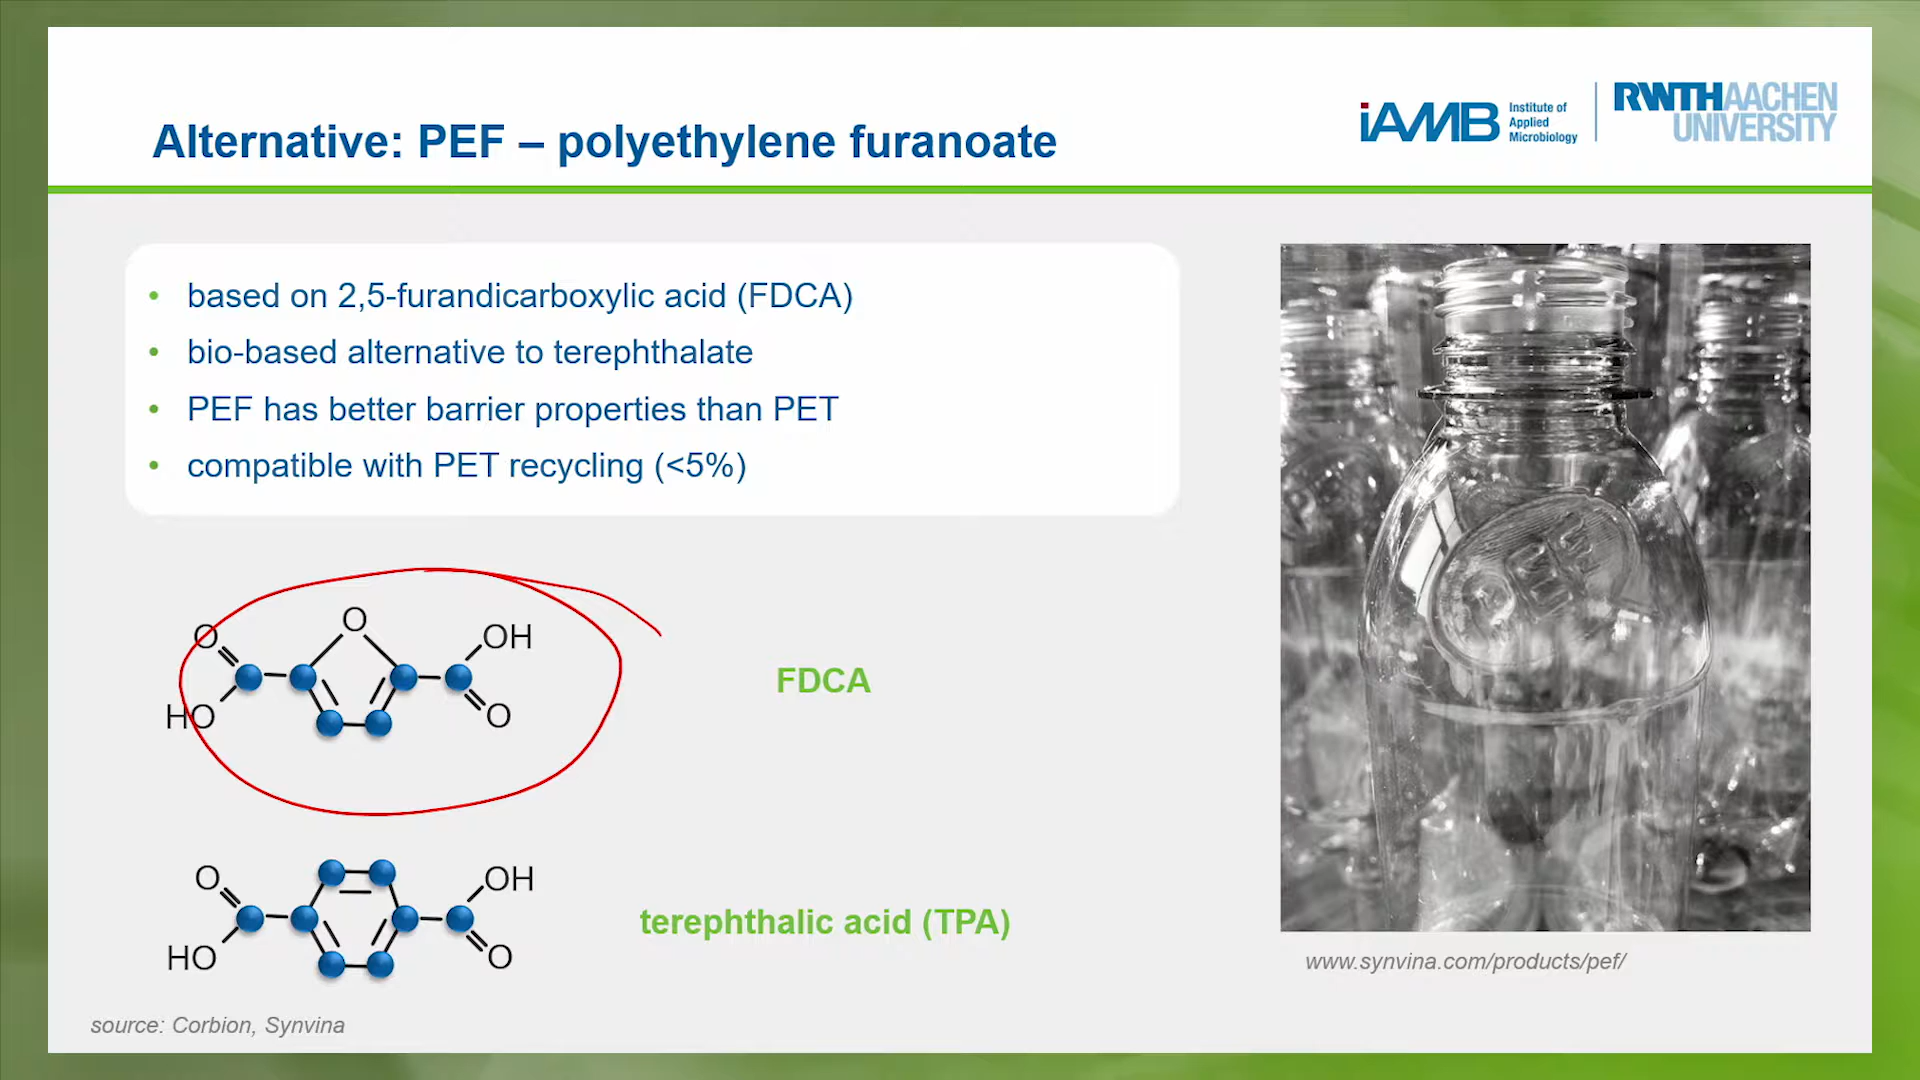 Alternative: PEF – polyethylene furanoate
iAMB
Institute of
Applied
Microbiology
RWTHAACHEN
UNIVERSITY
• based on 2,5-furandicarboxylic acid (FDCA)
• bio-based alternative to terephthalate
• PEF has better barrier properties than PET
• compatible with PET recycling (<5%)
O
O
OH
HO
O
FDCA
O
OH
HO
O
terephthalic acid (TPA)
PEF
www.synvina.com/products/pef/
source: Corbion, Synvina